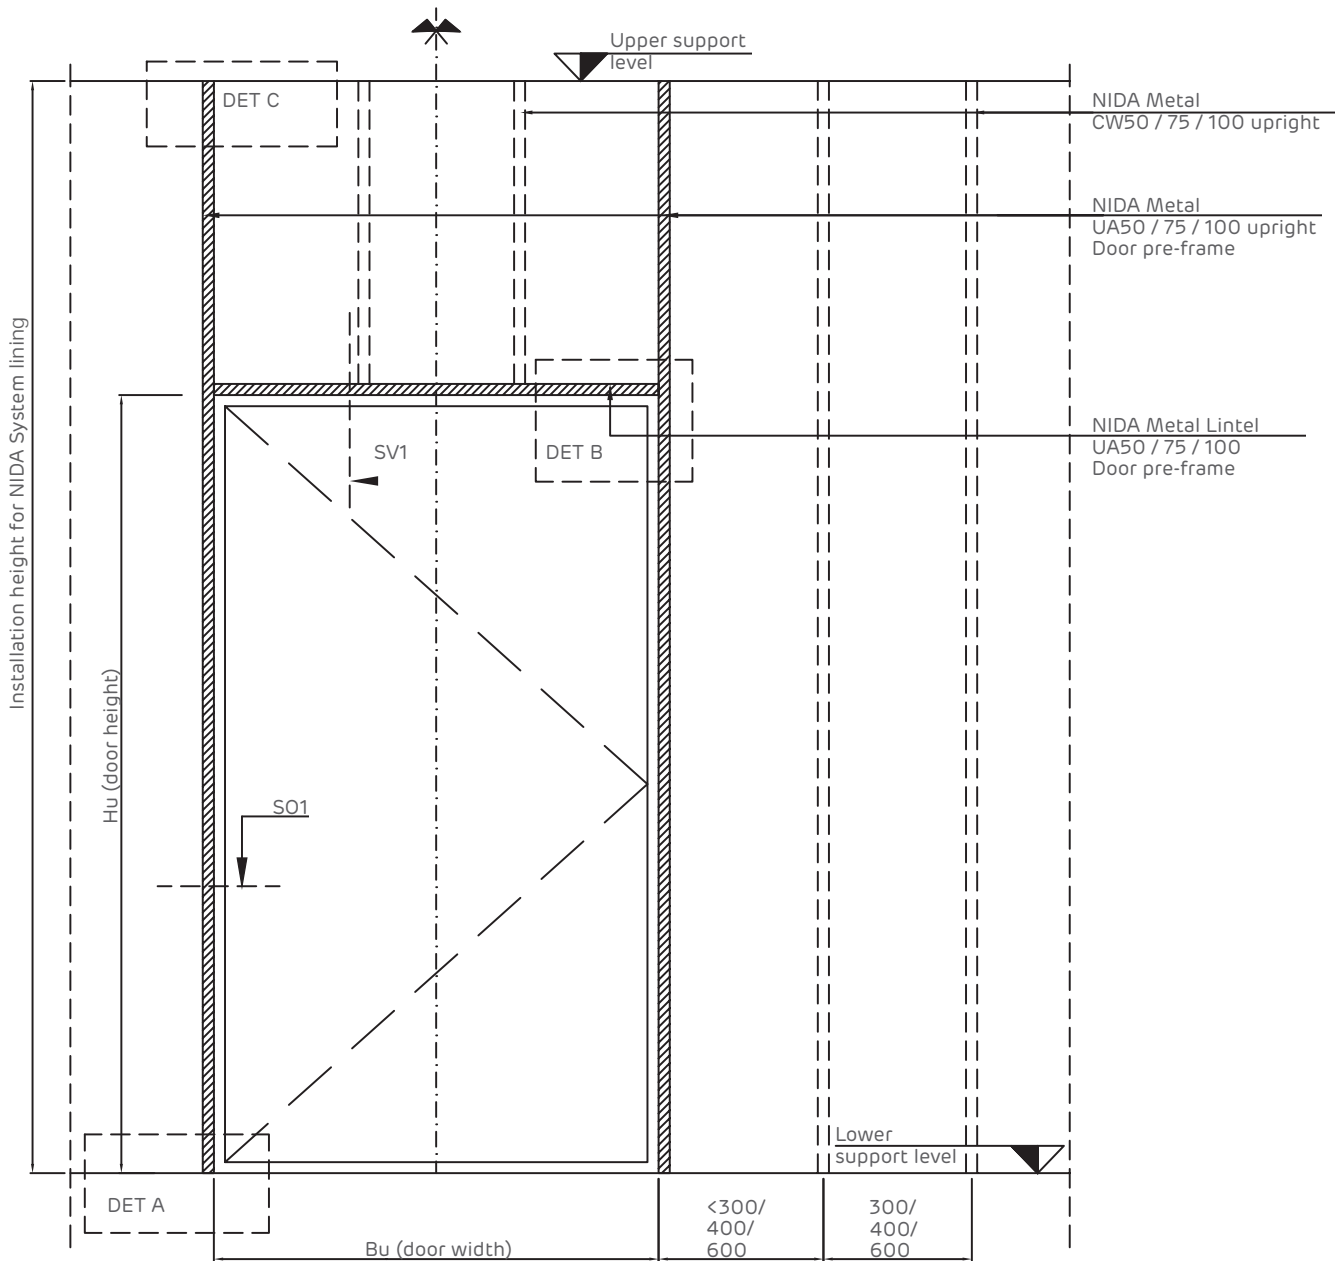 Upper support
level
DET C
NIDA Metal
CW50 / 75 / 100 upright
NIDA Metal
UA50 / 75 / 100 upright
Door pre-frame
Installation height for NIDA System lining
SV1
DET B
NIDA Metal Lintel
UA50 / 75 / 100
Door pre-frame
Hu (door height)
SO1
Lower
support level
DET A
Bu (door width)
<300/
400/
600
300/
400/
600